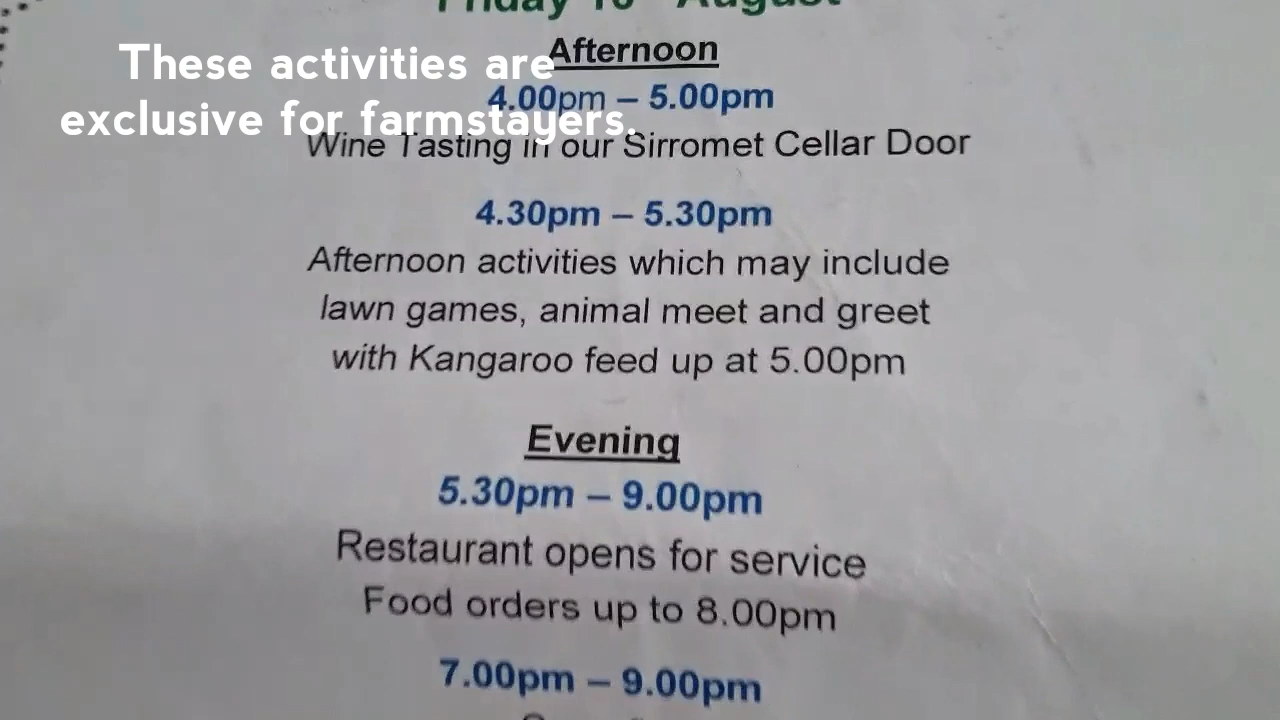 Friday 16 August
These activities are
exclusive for farmstayers.
Afternoon
4.00pm – 5.00pm
Wine Tasting in our Sirromet Cellar Door
4.30pm – 5.30pm
Afternoon activities which may include
lawn games, animal meet and greet
with Kangaroo feed up at 5.00pm
Evening
5.30pm – 9.00pm
Restaurant opens for service
Food orders up to 8.00pm
7.00pm – 9.00pm